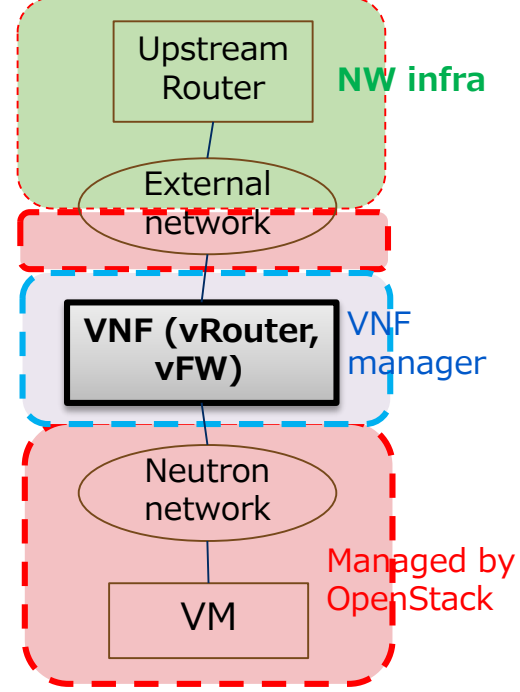 Upstream
Router
NW infra
External
network
VNF (vRouter,
vFW)
VNF
manager
Neutron
network
Managed by
OpenStack
VM